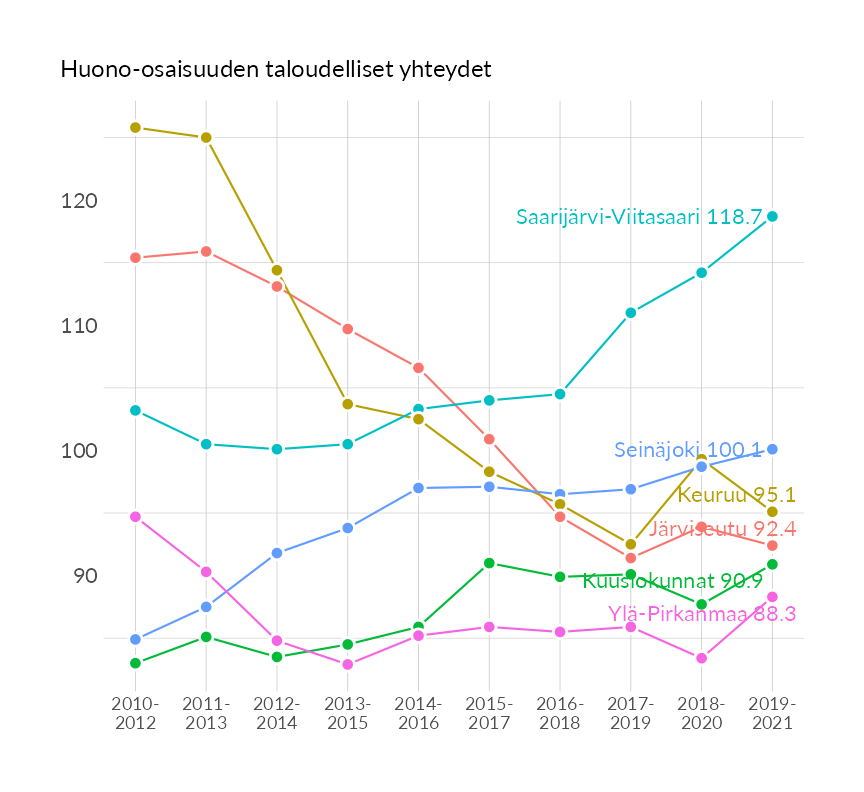 Huono-osaisuuden taloudelliset yhteydet
120
110
100
90
Saarijärvi-Viitasaari 118.7
Seinäjoki 100.1
Keuruu 95.1
Järviseutu 92.4
Kuusiokunnat 90.9
Ylä-Pirkanmaa 88.3
2010- 2011- 2012- 2013- 2014- 2015- 2016- 2017- 2018- 2019-
2012 2013 2014 2015 2016 2017 2018 2019 2020 2021